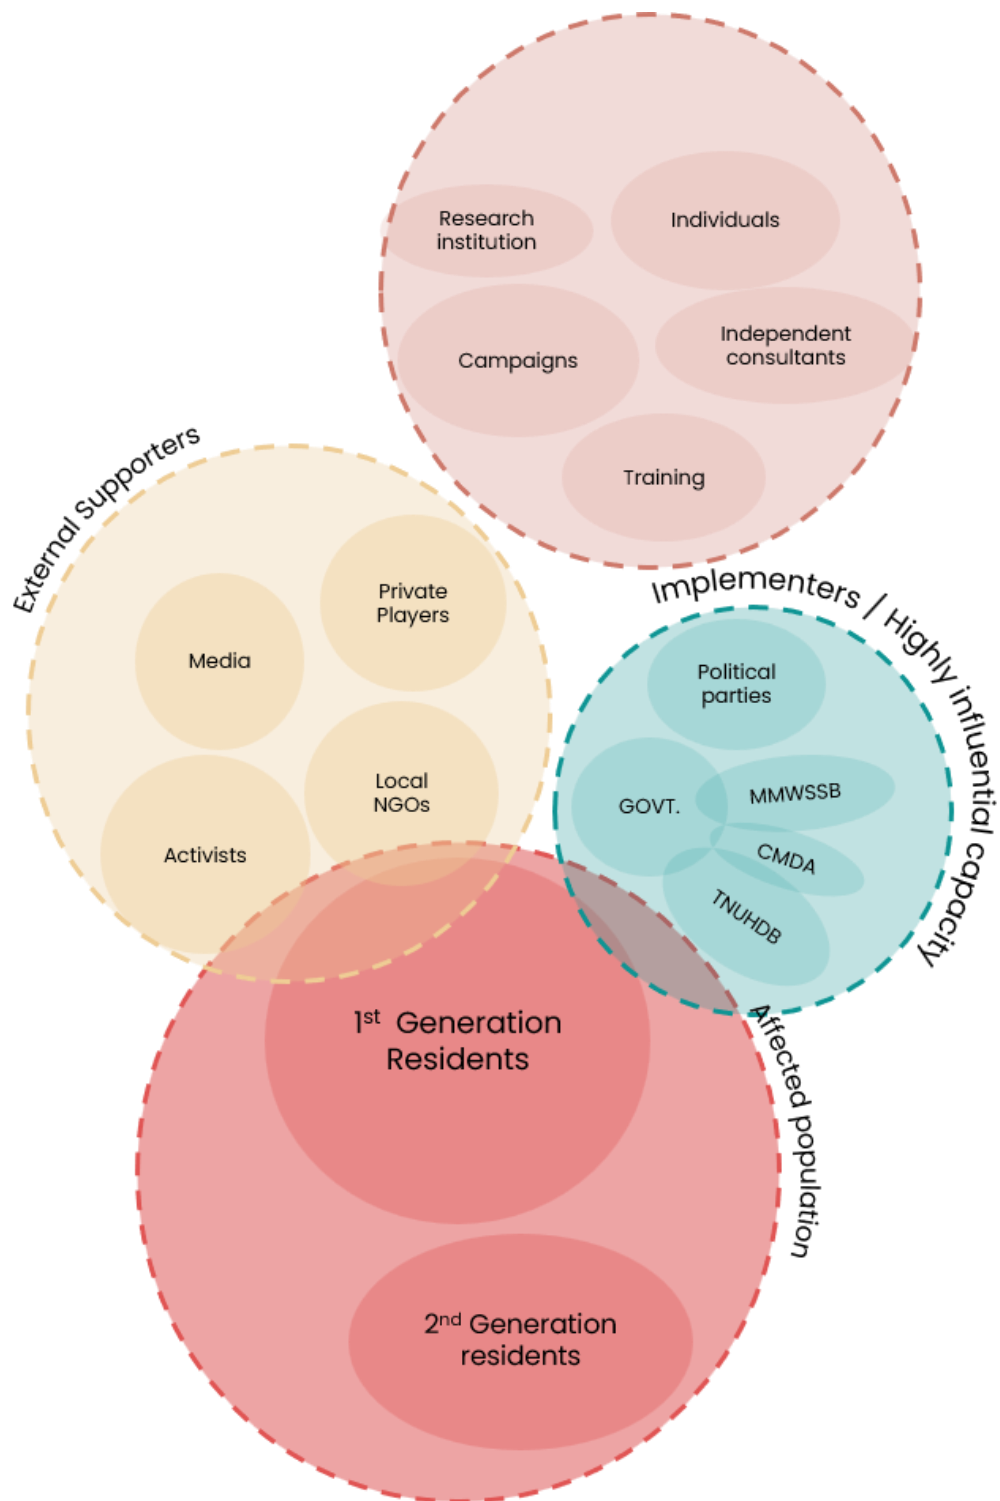 Research
institution
Individuals
Campaigns
Independent
consultants
Training
External Supporters
Private
Players
Media
Local
NGOs
Activists
Implementers / Highly influential capacity
Political
parties
GOVT.
MMWSSB
CMDA
TNUHDB
Affected population
1st Generation
Residents
2nd Generation
residents